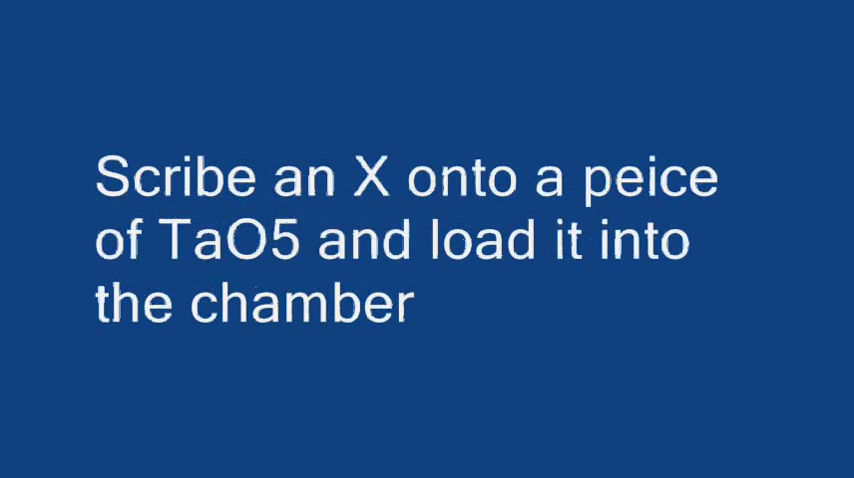 Scribe an X onto a peice
of TaO5 and load it into
the chamber